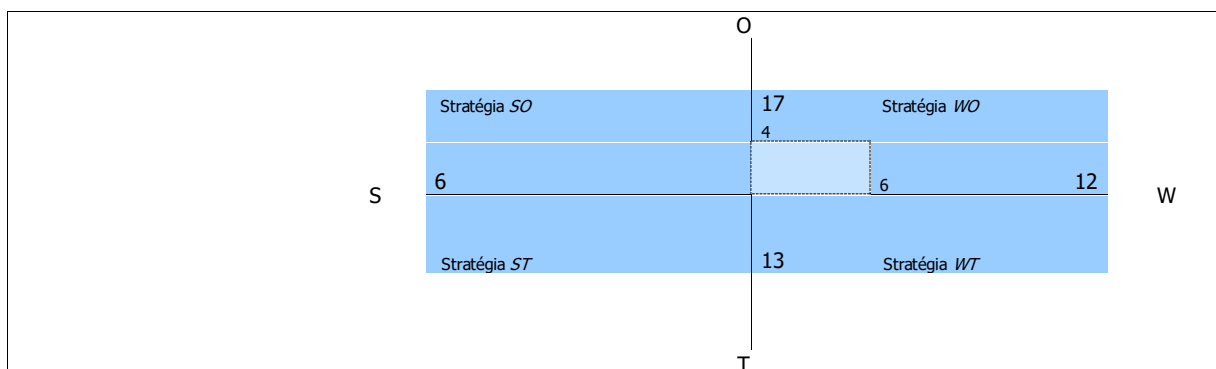 O
Stratégia SO 17 Stratégia WO
4
6 6 12
S W
Stratégia ST 13 Stratégia WT
T